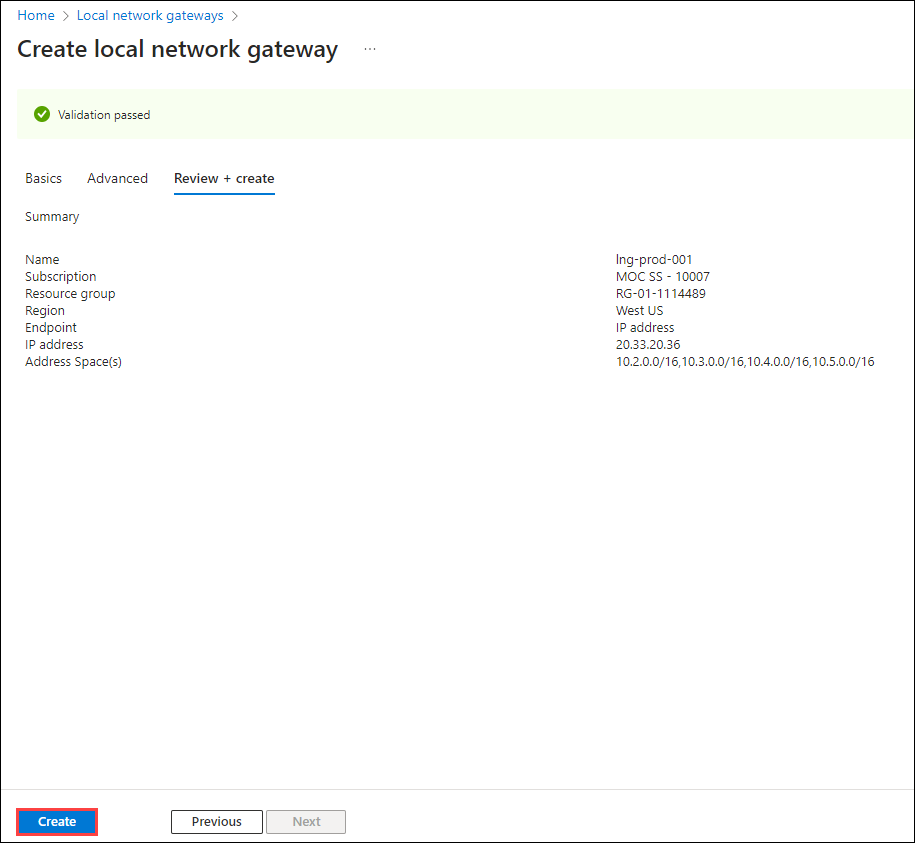 Home > Local network gateways >
Create local network gateway ...
Validation passed
Basics Advanced Review + create
Summary
Name lng-prod-001
Subscription MOC SS - 10007
Resource group RG-01-1114489
Region West US
Endpoint IP address
IP address 20.33.20.36
Address Space(s) 10.2.0.0/16,10.3.0.0/16,10.4.0.0/16,10.5.0.0/16
Create Previous Next